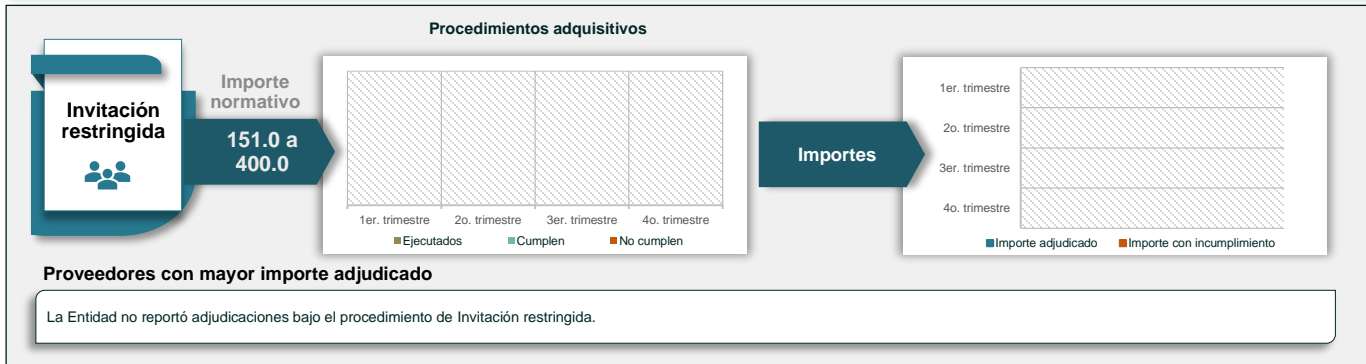 Procedimientos adquisitivos
Invitación
restringida
Importe
normativo
151.0 a
400.0
1er. trimestre 2o. trimestre 3er. trimestre 4o. trimestre
Ejecutados Cumplen No cumplen
Importes
1er. trimestre
2o. trimestre
3er. trimestre
4o. trimestre
Importe adjudicado Importe con incumplimiento
Proveedores con mayor importe adjudicado
La Entidad no reportó adjudicaciones bajo el procedimiento de Invitación restringida.